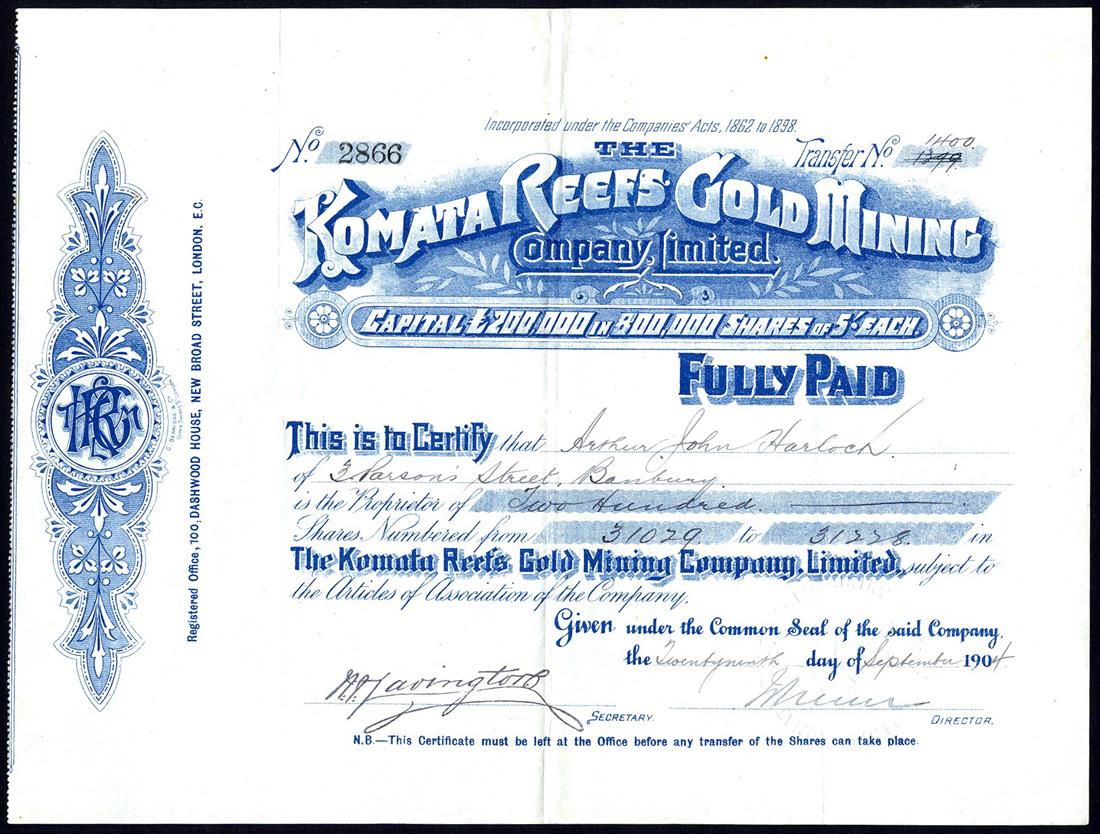 Incorporated under the Companies' Acts, 1862 to 1898.
No. 2866
Transfer No. 1400
1399
THE
KOMATA REEFS GOLD MINING
Company, Limited.
CAPITAL £200,000 IN 800,000 SHARES OF 5/- EACH.
FULLY PAID
This is to Certify that Arthur John Harloch
of 3 Parson's Street, Banbury
is the Proprietor of Two Hundred.
Shares Numbered from 31029 to 31228 in
The Komata Reefs Gold Mining Company, Limited, subject to
the Articles of Association of the Company.
Given under the Common Seal of the said Company,
the Twentyninth day of September 1904
SECRETARY.
DIRECTOR.
N.B.—This Certificate must be left at the Office before any transfer of the Shares can take place.
Registered Office, 1000, DASHWOOD HOUSE, NEW BROAD STREET, LONDON, E.C.